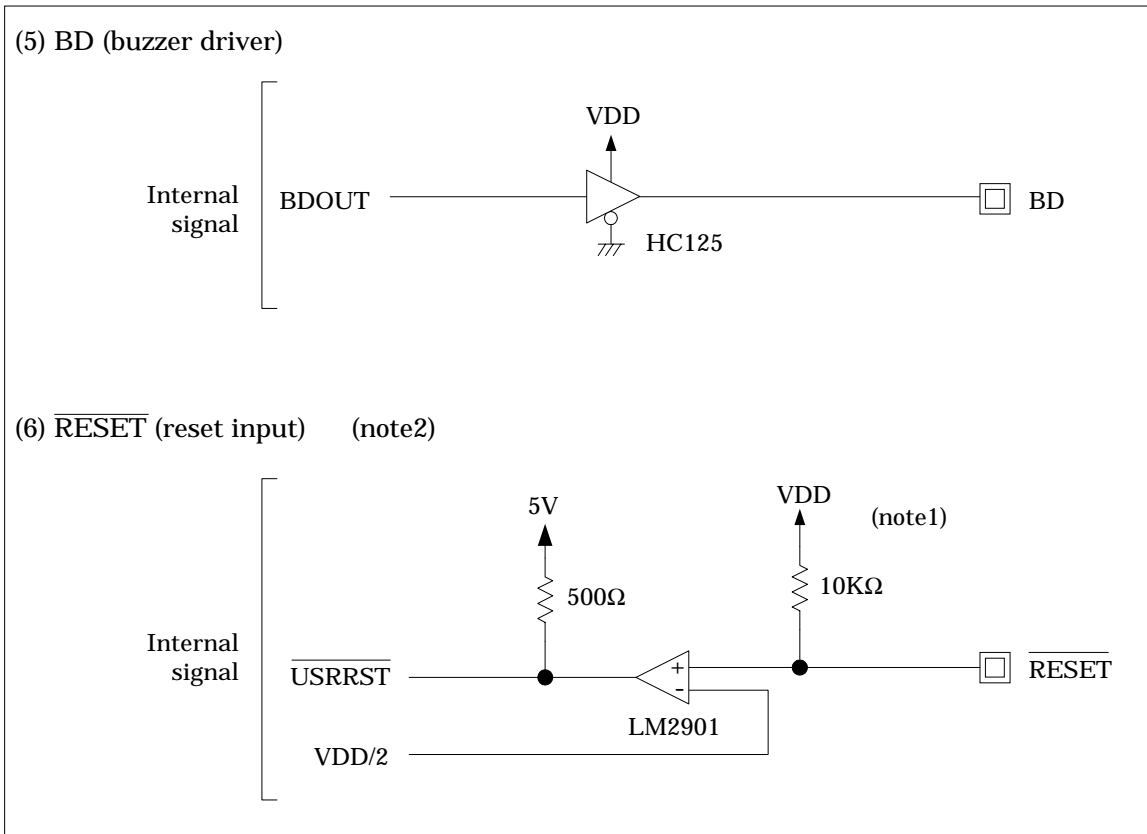 (5) BD (buzzer driver)
VDD
Internal
signal
BDOUT
BD
HC125
(6) RESET (reset input) (note2)
5V
VDD
(note1)
500Ω
10KΩ
Internal
signal
USRRST
+
-
RESET
LM2901
VDD/2